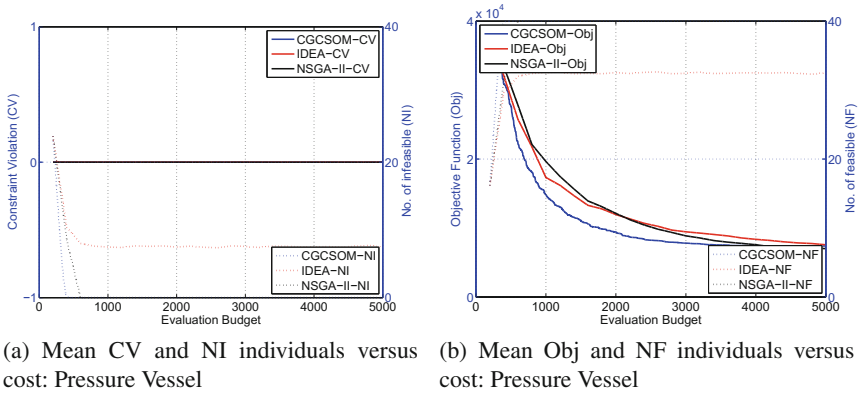 1
0
−1
Constraint Violation (CV)
CGCSOM−CV
IDEA−CV
NSGA−II−CV
CGCSOM−NI
IDEA−NI
NSGA−II−NI
40
20
0
No. of infeasible (NI)
0 1000 2000 3000 4000 5000
Evaluation Budget
(a) Mean CV and NI individuals versus
cost: Pressure Vessel
4 x 10⁴
2
0
Objective Function (Obj)
CGCSOM−Obj
IDEA−Obj
NSGA−II−Obj
CGCSOM−NF
IDEA−NF
NSGA−II−NF
40
20
0
No. of feasible (NF)
0 1000 2000 3000 4000 5000
Evaluation Budget
(b) Mean Obj and NF individuals versus
cost: Pressure Vessel